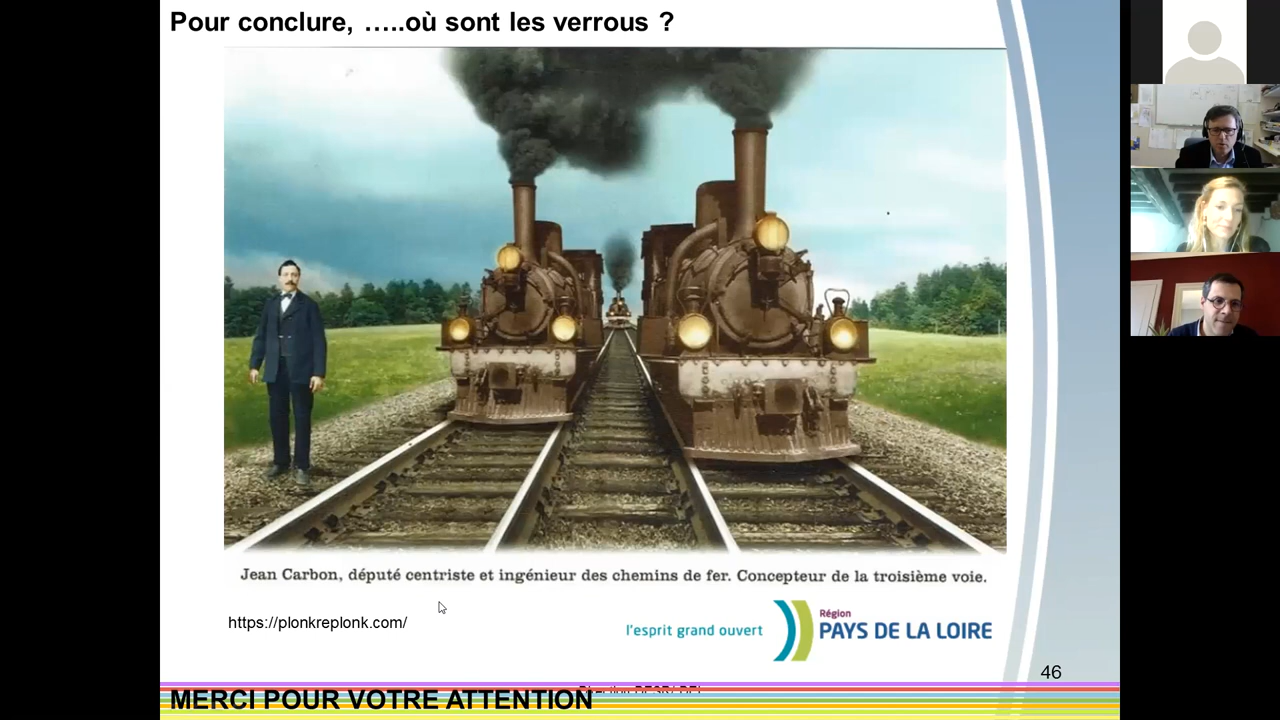 Pour conclure, …..où sont les verrous ?
Jean Carbon, député centriste et ingénieur des chemins de fer. Concepteur de la troisième voie.
https://plonkreplonk.com/
l'esprit grand ouvert
Région
PAYS DE LA LOIRE
46
MERCI POUR VOTRE ATTENTION